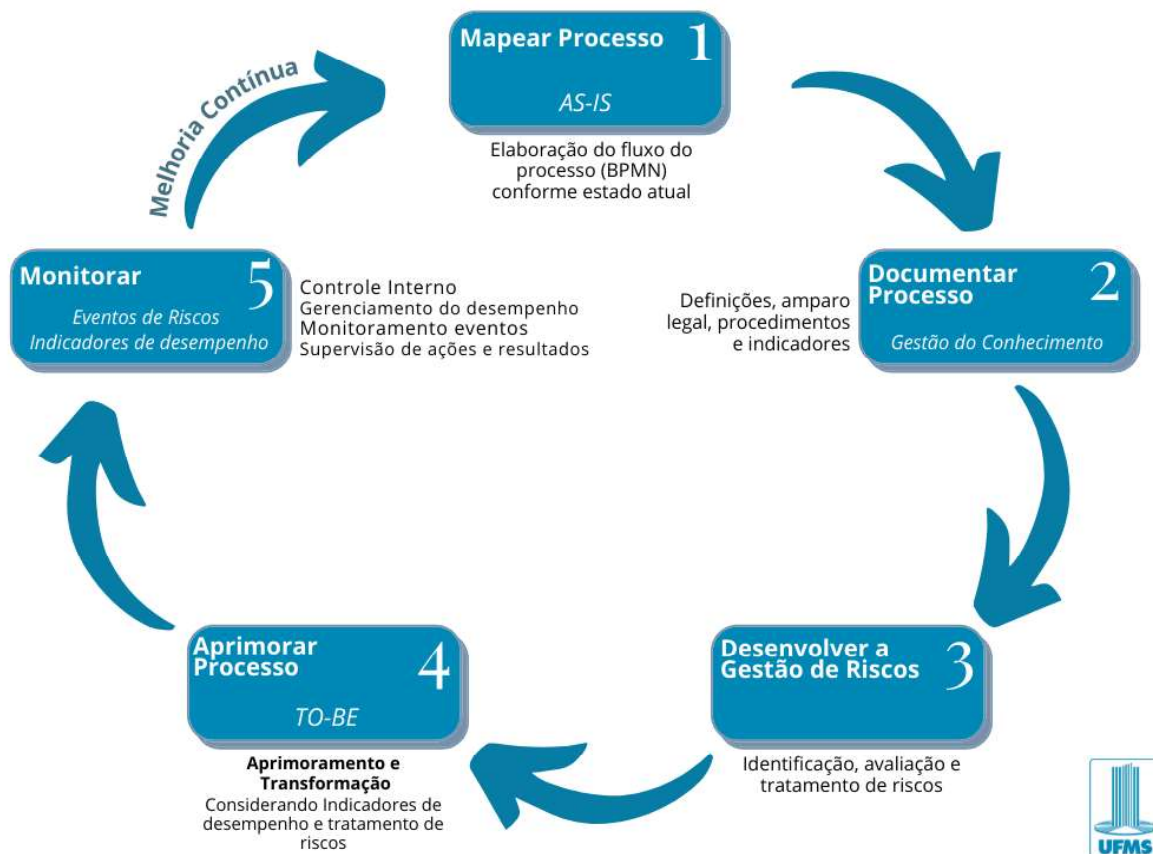 Mapear Processo 1
AS-IS
Elaboração do fluxo do
processo (BPMN)
conforme estado atual
Documentar
Processo 2
Gestão do Conhecimento
Definições, amparo
legal, procedimentos
e indicadores
Desenvolver a
Gestão de Riscos 3
Identificação, avaliação e
tratamento de riscos
Aprimorar
Processo 4
TO-BE
Aprimoramento e
Transformação
Considerando Indicadores de
desempenho e tratamento de
riscos
Monitorar 5
Eventos de Riscos
Indicadores de desempenho
Controle Interno
Gerenciamento do desempenho
Monitoramento eventos
Supervisão de ações e resultados
Melhoria Contínua
UFMS